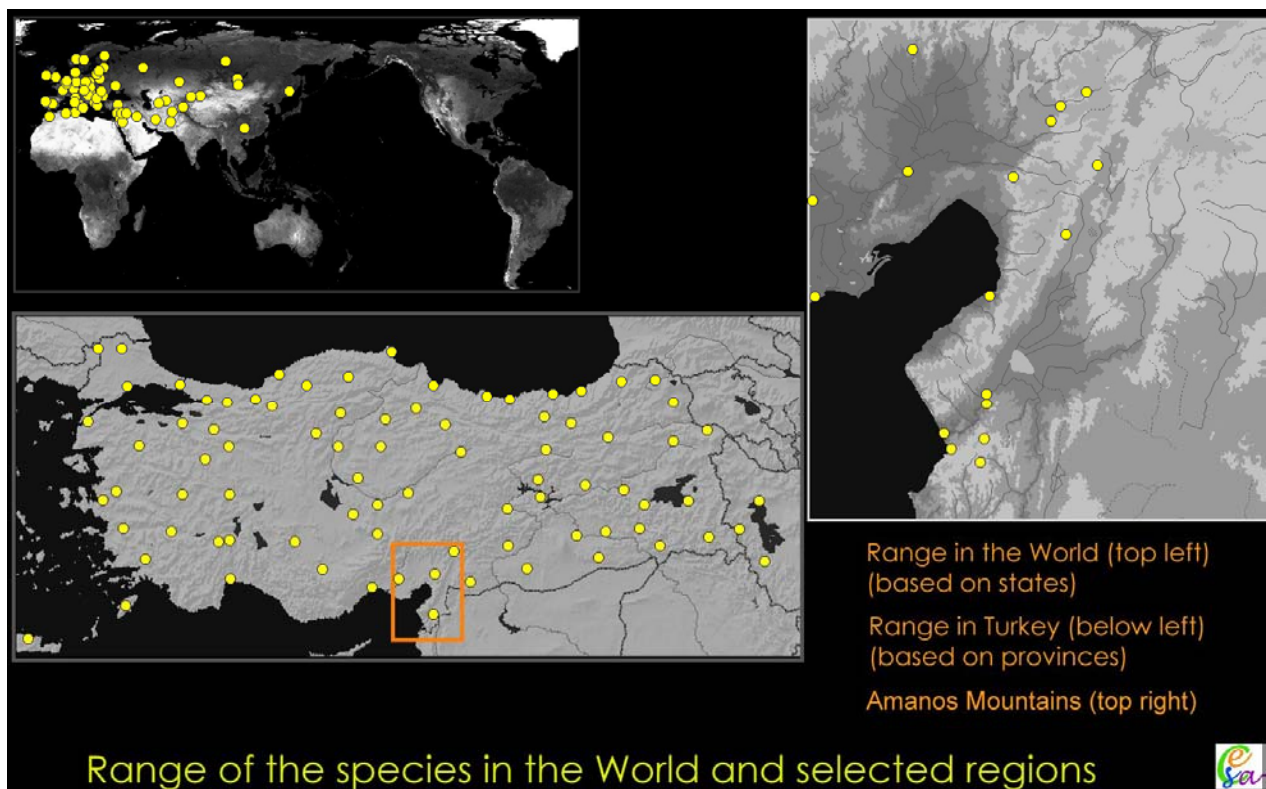 Range in the World (top left)
(based on states)
Range in Turkey (below left)
(based on provinces)
Amanos Mountains (top right)
Range of the species in the World and selected regions